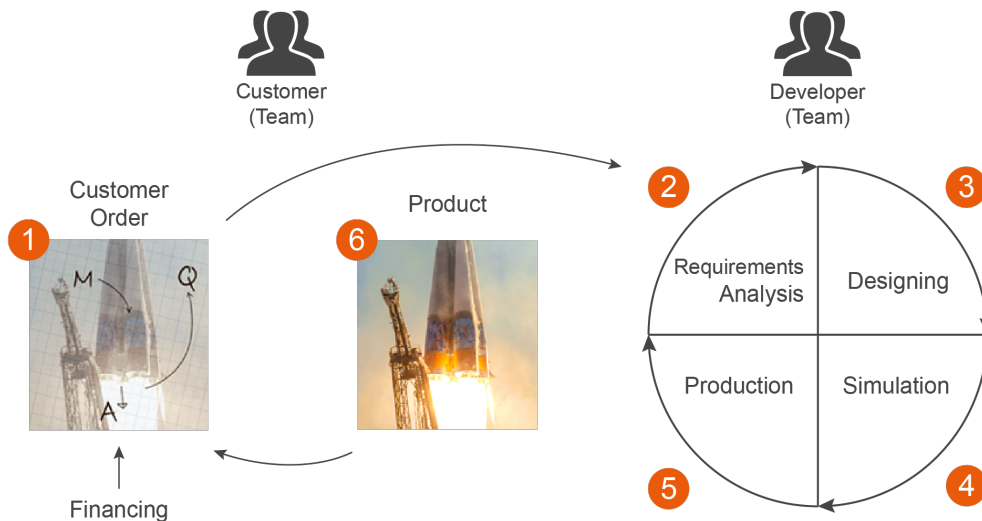 Customer
(Team)
Developer
(Team)
Customer
Order
1
M
Q
A
Financing
Product
6
2
3
Requirements
Analysis
Designing
Production
Simulation
5
4